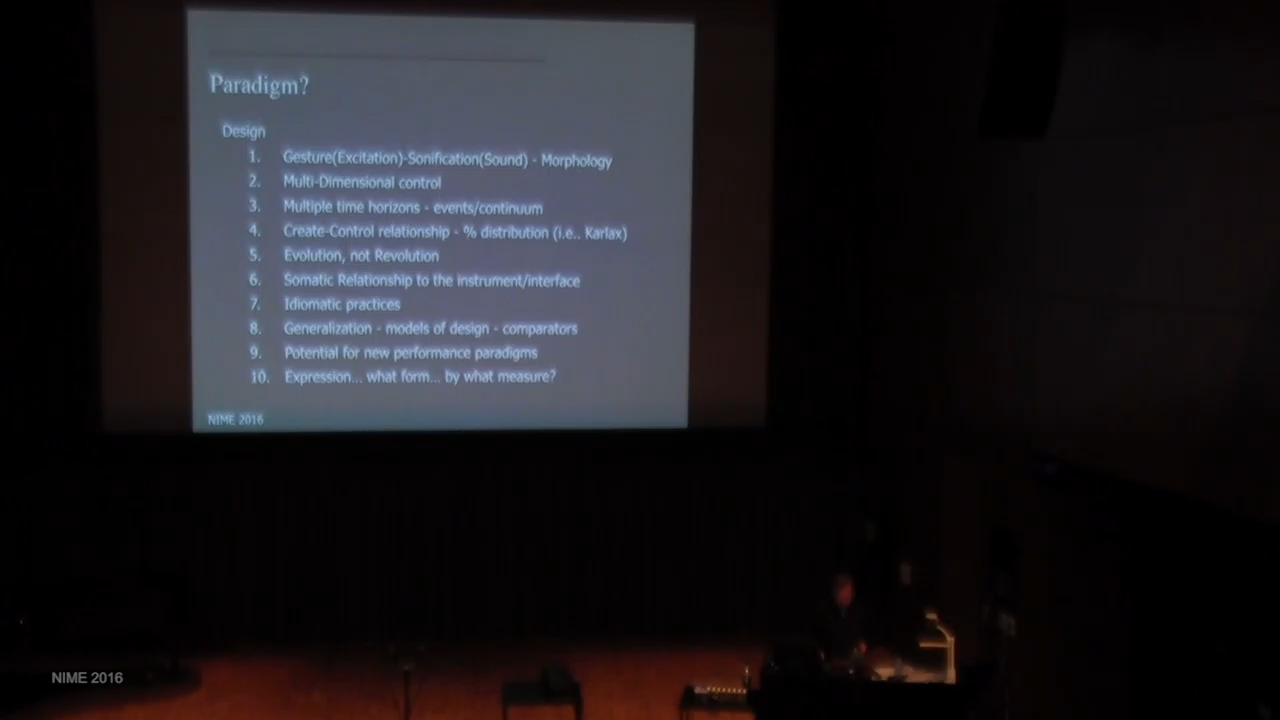 Paradigm?
Design
1. Gesture(Excitation)-Sonification(Sound) - Morphology
2. Multi-Dimensional control
3. Multiple time horizons - events/continuum
4. Create-Control relationship - % distribution (i.e.. Karlax)
5. Evolution, not Revolution
6. Somatic Relationship to the instrument/interface
7. Idiomatic practices
8. Generalization - models of design - comparators
9. Potential for new performance paradigms
10. Expression... what form... by what measure?
NIME 2016
NIME 2016